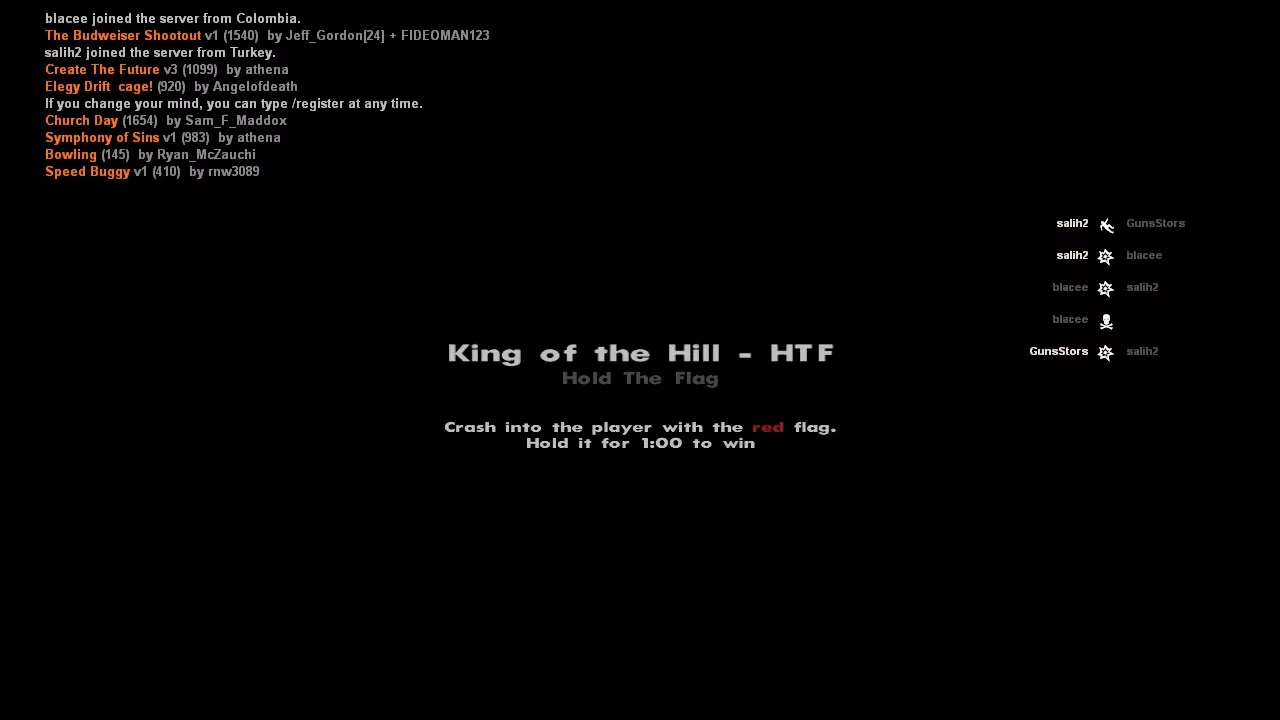 blacee joined the server from Colombia.
The Budweiser Shootout v1 (1540) by Jeff_Gordon[24] + FIDEOMAN123
salih2 joined the server from Turkey.
Create The Future v3 (1099) by athena
Elegy Drift cage! (920) by Angelofdeath
If you change your mind, you can type /register at any time.
Church Day (1654) by Sam_F_Maddox
Symphony of Sins v1 (983) by athena
Bowling (145) by Ryan_McZauchi
Speed Buggy v1 (410) by rnw3089
salih2 GunsStors
salih2 blacee
blacee salih2
blacee
GunsStors salih2
King of the Hill - HTF
Hold The Flag
Crash into the player with the red flag.
Hold it for 1:00 to win